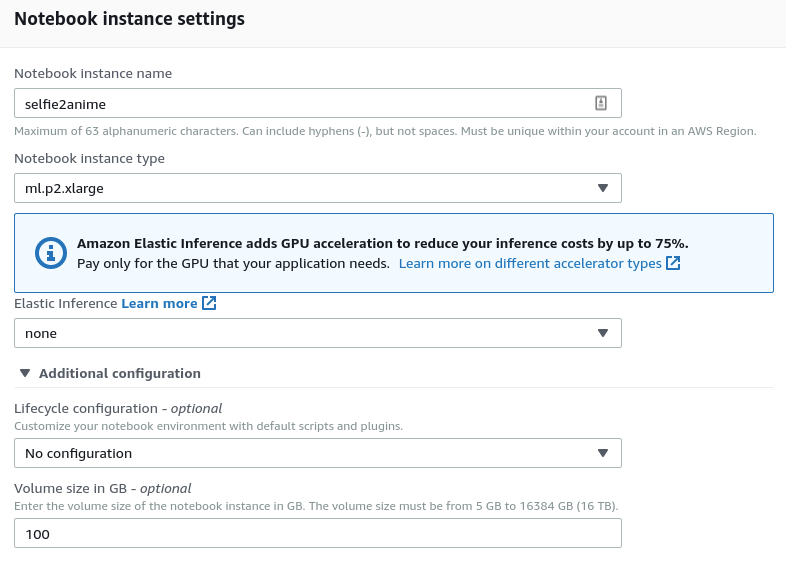 Notebook instance settings
Notebook instance name
selfie2anime
Maximum of 63 alphanumeric characters. Can include hyphens (-), but not spaces. Must be unique within your account in an AWS Region.
Notebook instance type
ml.p2.xlarge
Amazon Elastic Inference adds GPU acceleration to reduce your inference costs by up to 75%.
Pay only for the GPU that your application needs. Learn more on different accelerator types
Elastic Inference Learn more
none
Additional configuration
Lifecycle configuration - optional
Customize your notebook environment with default scripts and plugins.
No configuration
Volume size in GB - optional
Enter the volume size of the notebook instance in GB. The volume size must be from 5 GB to 16384 GB (16 TB).
100